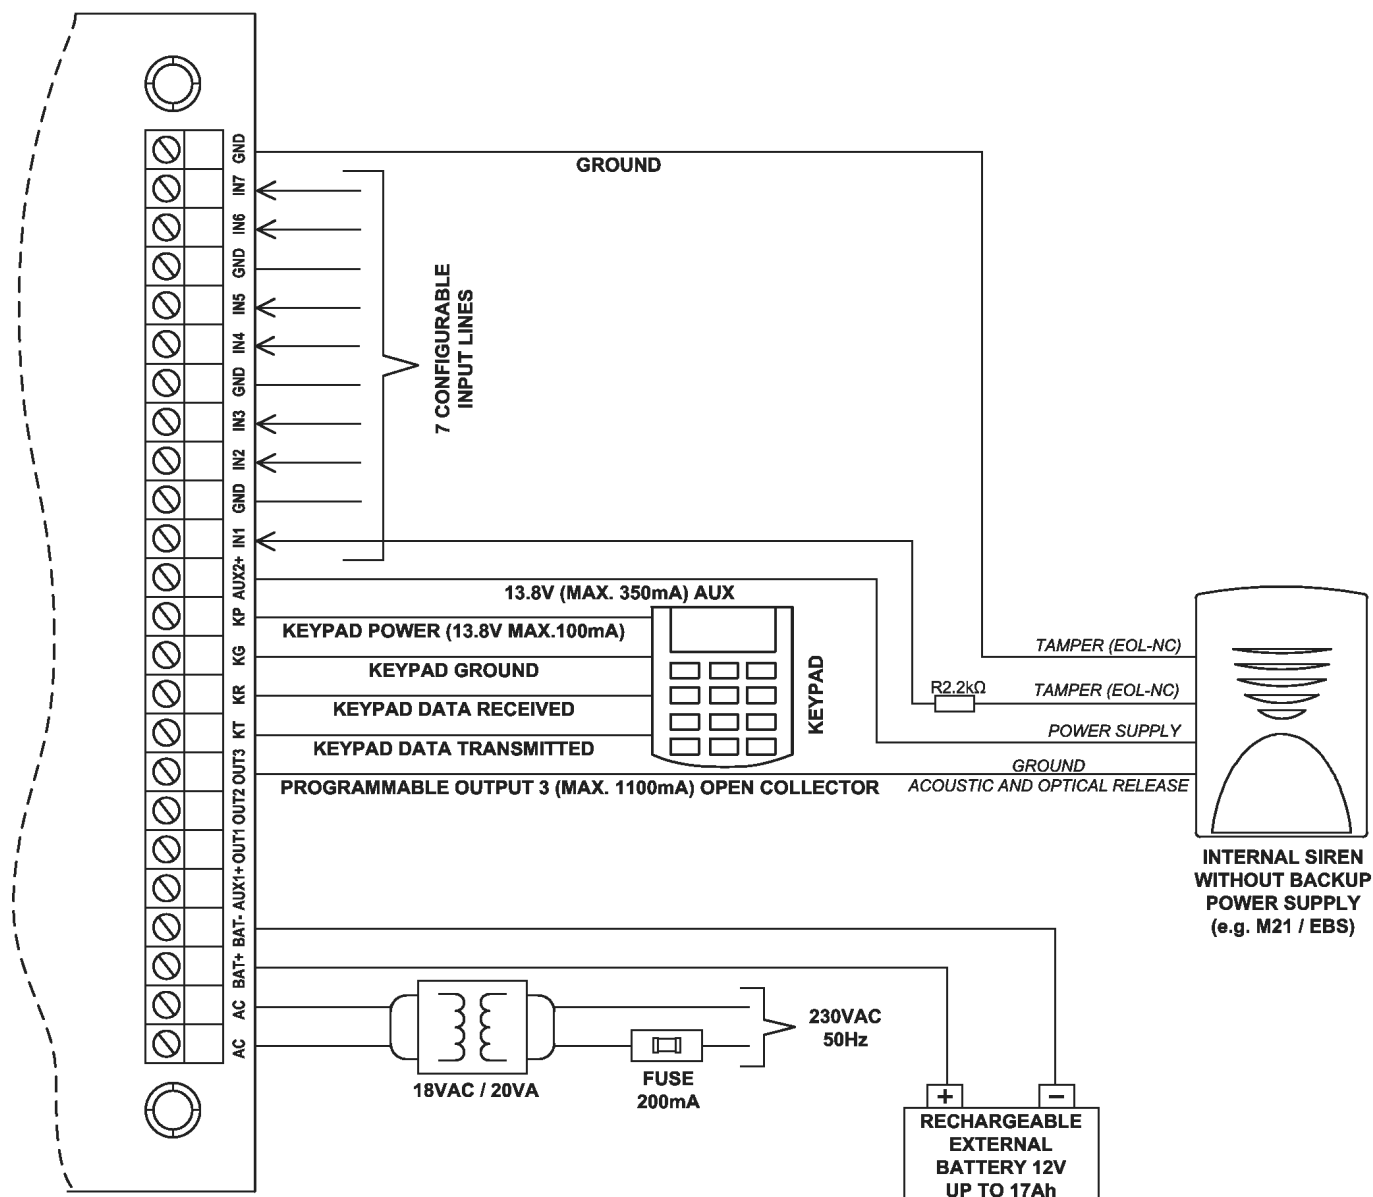 GND
GROUND
IN7
IN6
GND
IN5
IN4
GND
IN3
IN2
GND
IN1
7 CONFIGURABLE
INPUT LINES
AUX2+
13.8V (MAX. 350mA) AUX
KP
KEYPAD POWER (13.8V MAX.100mA)
KG
KEYPAD GROUND
KR
KEYPAD DATA RECEIVED
KT
KEYPAD DATA TRANSMITTED
KEYPAD
OUT3
PROGRAMMABLE OUTPUT 3 (MAX. 1100mA) OPEN COLLECTOR
TAMPER (EOL-NC)
R2.2kΩ
TAMPER (EOL-NC)
POWER SUPPLY
GROUND
ACOUSTIC AND OPTICAL RELEASE
INTERNAL SIREN
WITHOUT BACKUP
POWER SUPPLY
(e.g. M21 / EBS)
OUT2
OUT1
AUX1+
BAT-
BAT+
AC
AC
18VAC / 20VA
FUSE
200mA
230VAC
50Hz
+
−
RECHARGEABLE
EXTERNAL
BATTERY 12V
UP TO 17Ah